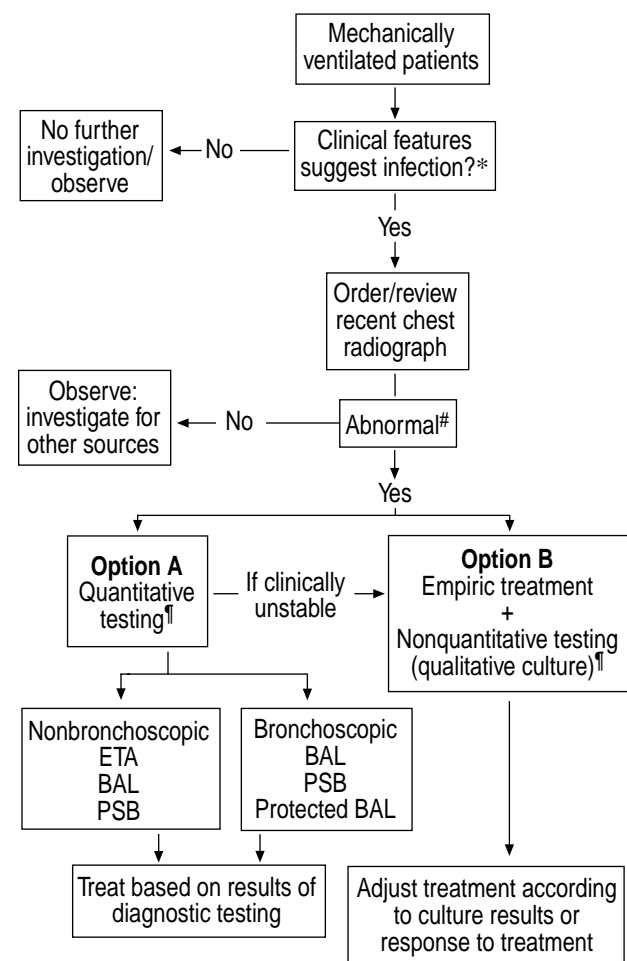 Mechanically
ventilated patients
No further
investigation/
observe
No
Clinical features
suggest infection?*
Yes
Order/review
recent chest
radiograph
Observe:
investigate for
other sources
No
Abnormal#
Yes
Option A
Quantitative
testing¶
If clinically
unstable
Option B
Empiric treatment
+
Nonquantitative testing
(qualitative culture)¶
Nonbronchoscopic
ETA
BAL
PSB
Bronchoscopic
BAL
PSB
Protected BAL
Treat based on results of
diagnostic testing
Adjust treatment according
to culture results or
response to treatment